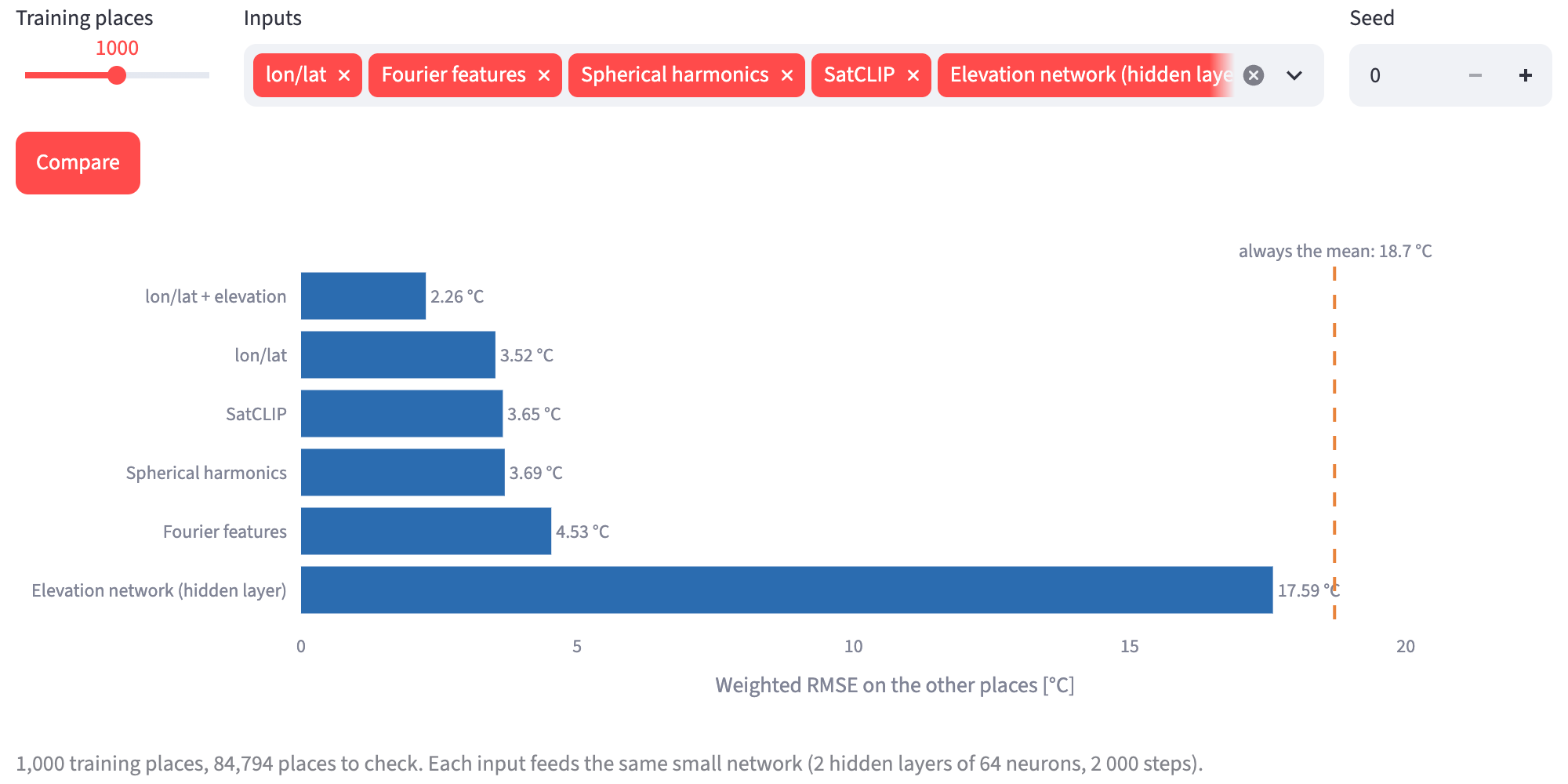 Training places
1000
Inputs
lon/lat
Fourier features
Spherical harmonics
SatCLIP
Elevation network (hidden laye
Seed
0
Compare
always the mean: 18.7 °C
lon/lat + elevation 2.26 °C
lon/lat 3.52 °C
SatCLIP 3.65 °C
Spherical harmonics 3.69 °C
Fourier features 4.53 °C
Elevation network (hidden layer) 17.59 °C
0 5 10 15 20
Weighted RMSE on the other places [°C]
1,000 training places, 84,794 places to check. Each input feeds the same small network (2 hidden layers of 64 neurons, 2 000 steps).